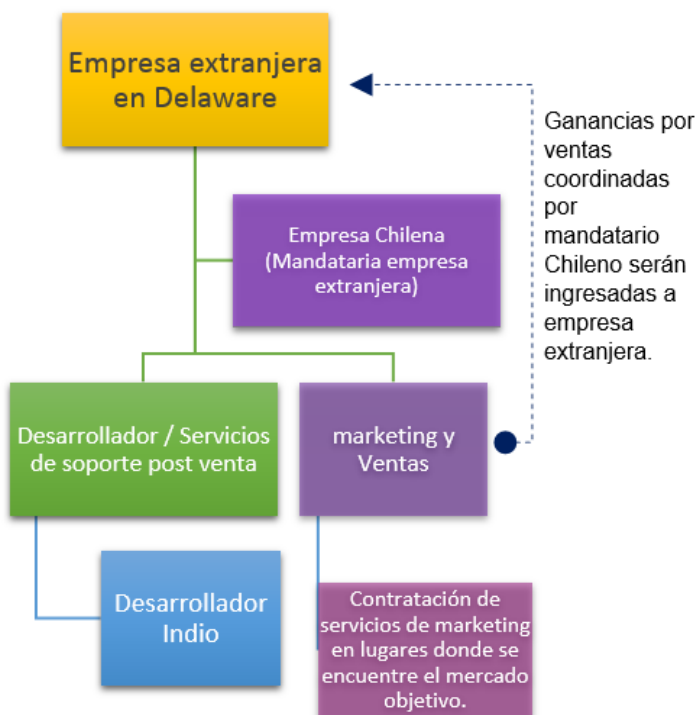 Empresa extranjera
en Delaware
Ganancias por
ventas
coordinadas
por
mandatario
Chileno serán
ingresadas a
empresa
extranjera.
Empresa Chilena
(Mandataria empresa
extranjera)
Desarrollador / Servicios
de soporte post venta
marketing y
Ventas
Desarrollador
Indio
Contratación de
servicios de marketing
en lugares donde se
encuentre el mercado
objetivo.